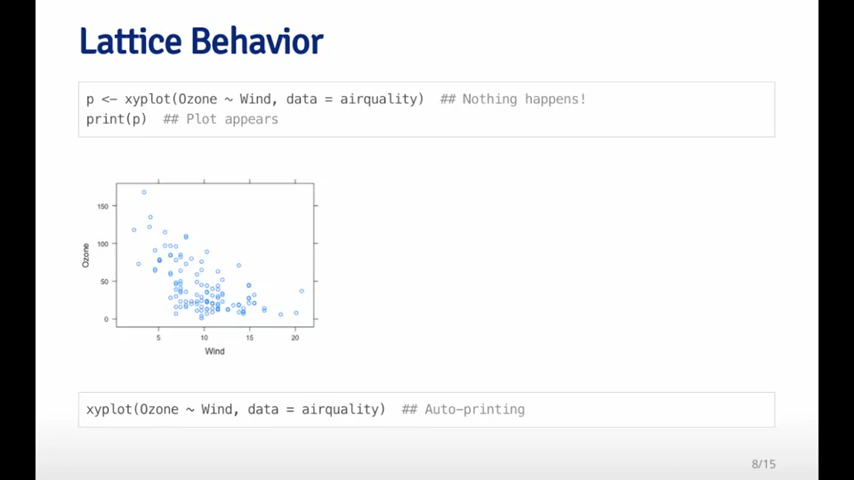 Lattice Behavior
p <- xyplot(Ozone ~ Wind, data = airquality)  ## Nothing happens!
print(p)  ## Plot appears
150
100
50
0
Ozone
5 10 15 20
Wind
xyplot(Ozone ~ Wind, data = airquality)  ## Auto-printing
8/15